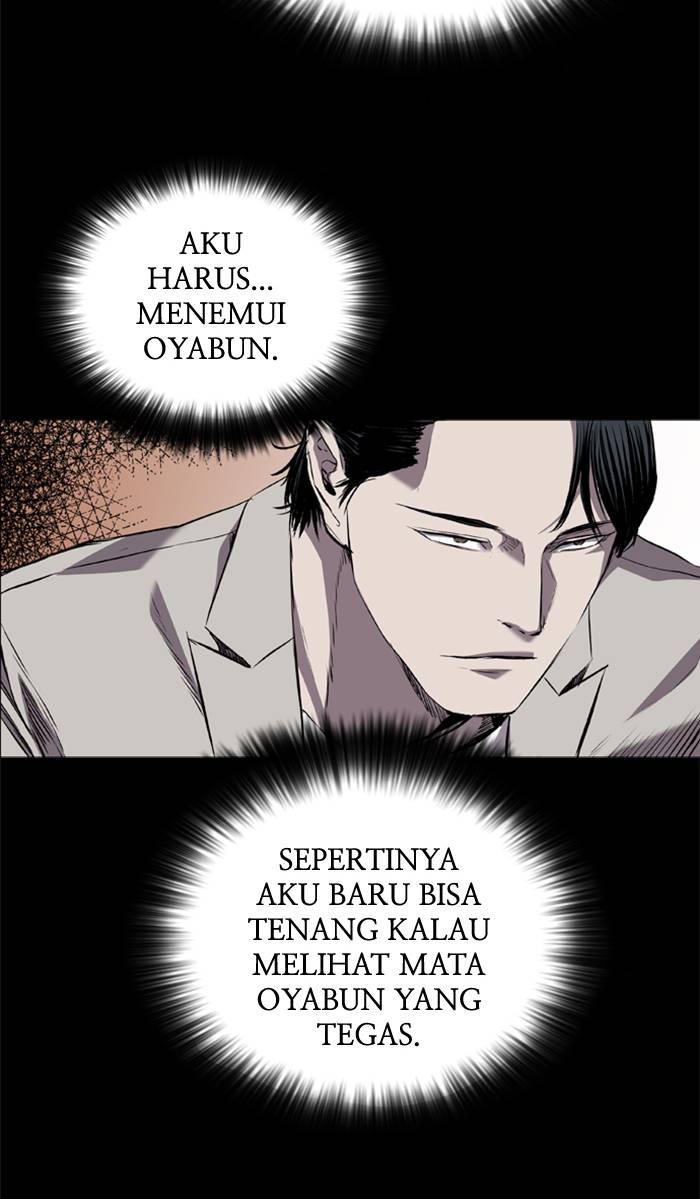 AKU
HARUS...
MENEMUI
OYABUN.
SEPERTINYA
AKU BARU BISA
TENANG KALAU
MELIHAT MATA
OYABUN YANG
TEGAS.